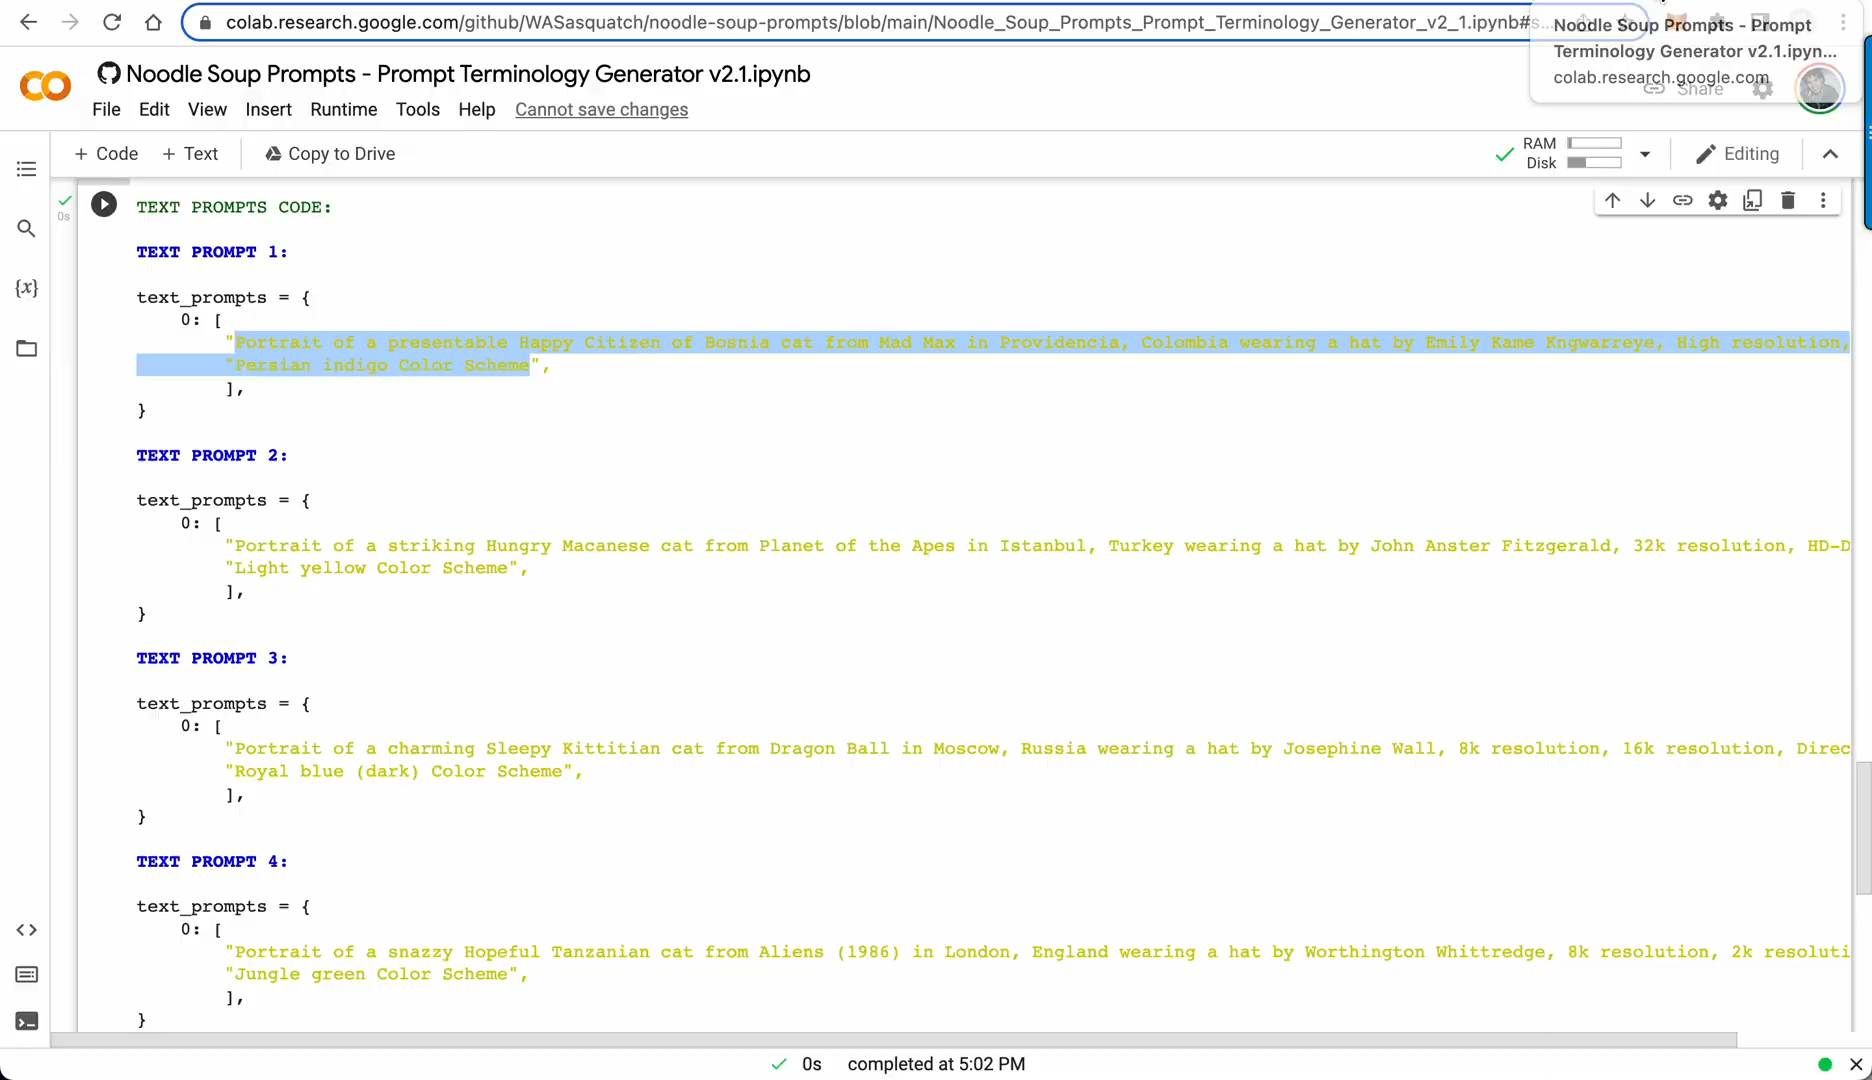 colab.research.google.com/github/WASasquatch/noodle-soup-prompts/blob/main/Noodle_Soup_Prompts_Prompt_Terminology_Generator_v2_1.ipynb#s...
Noodle Soup Prompts - Prompt
Terminology Generator v2.1.ipyn...
colab.research.google.com
Noodle Soup Prompts - Prompt Terminology Generator v2.1.ipynb
Share
File Edit View Insert Runtime Tools Help Cannot save changes
+ Code + Text Copy to Drive
RAM
Disk
Editing
0s
TEXT PROMPTS CODE:
TEXT PROMPT 1:
text_prompts = {
0: [
"Portrait of a presentable Happy Citizen of Bosnia cat from Mad Max in Providencia, Colombia wearing a hat by Emily Kame Kngwarreye, High resolution,
"Persian indigo Color Scheme",
],
}
TEXT PROMPT 2:
text_prompts = {
0: [
"Portrait of a striking Hungry Macanese cat from Planet of the Apes in Istanbul, Turkey wearing a hat by John Anster Fitzgerald, 32k resolution, HD-D
"Light yellow Color Scheme",
],
}
TEXT PROMPT 3:
text_prompts = {
0: [
"Portrait of a charming Sleepy Kittitian cat from Dragon Ball in Moscow, Russia wearing a hat by Josephine Wall, 8k resolution, 16k resolution, Direc
"Royal blue (dark) Color Scheme",
],
}
TEXT PROMPT 4:
text_prompts = {
0: [
"Portrait of a snazzy Hopeful Tanzanian cat from Aliens (1986) in London, England wearing a hat by Worthington Whittredge, 8k resolution, 2k resoluti
"Jungle green Color Scheme",
],
}
0s completed at 5:02 PM